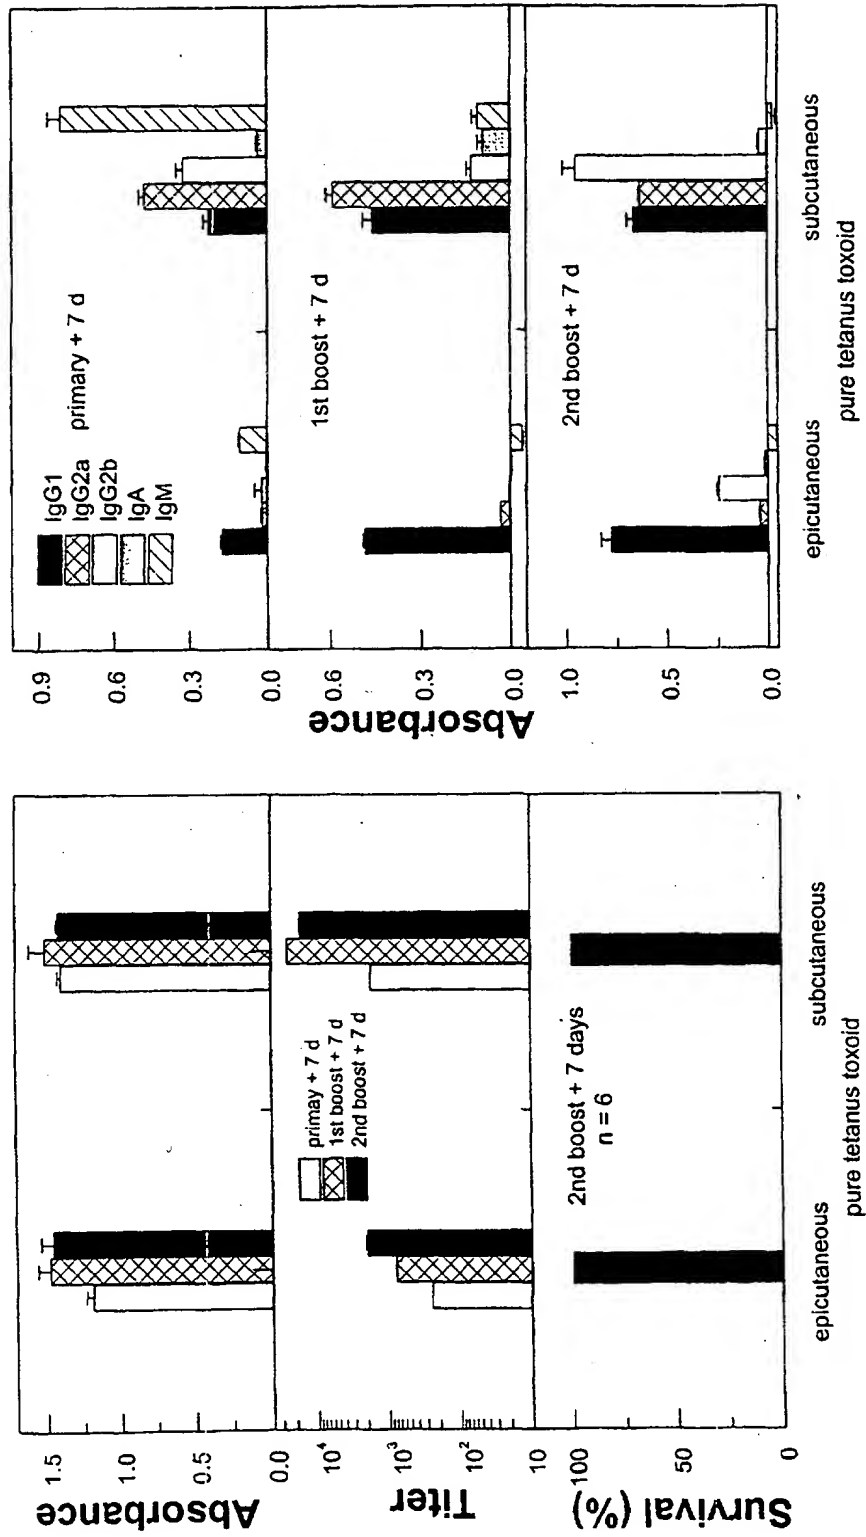 Absorbance
1.5
1.0
0.5
0.0
Titer
10⁴
10³
10²
10
primay + 7 d
1st boost + 7 d
2nd boost + 7 d
Survival (%)
100
50
0
2nd boost + 7 days
n = 6
epicutaneous
subcutaneous
pure tetanus toxoid
Absorbance
0.9
0.6
0.3
0.0
IgG1
IgG2a
IgG2b
IgA
IgM
primary + 7 d
0.6
0.3
0.0
1st boost + 7 d
1.0
0.5
0.0
2nd boost + 7 d
epicutaneous
subcutaneous
pure tetanus toxoid